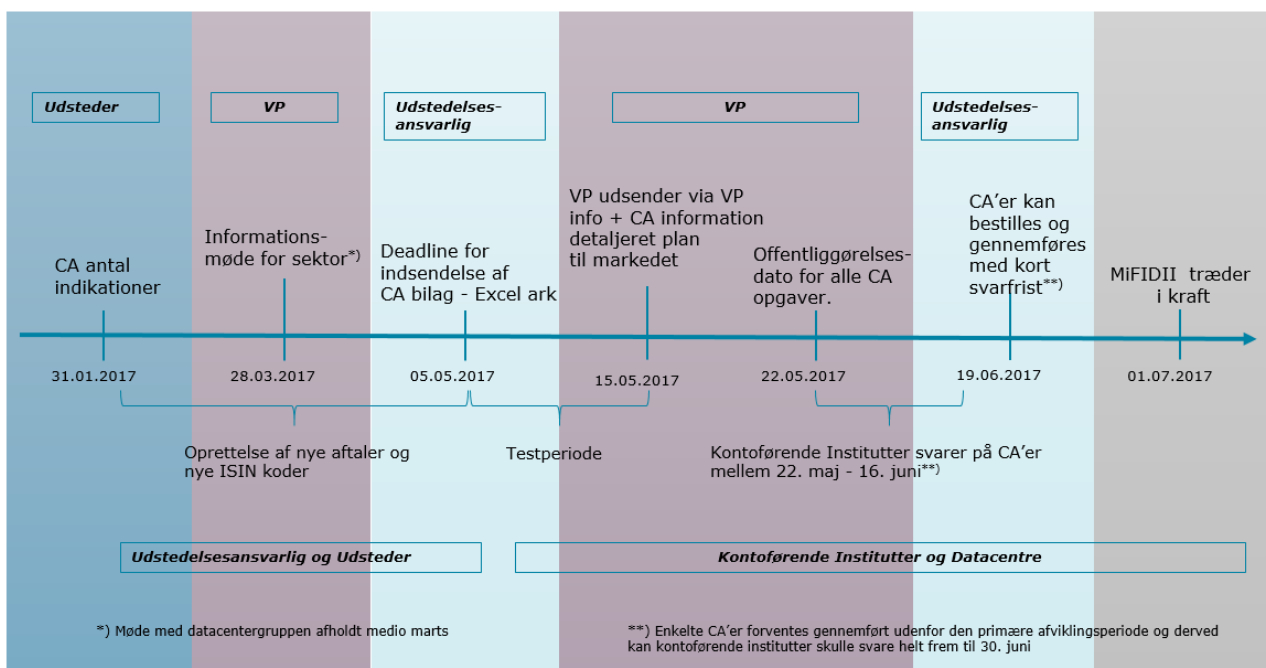 Udsteder
VP
Udstedelses-
ansvarlig
VP
Udstedelses-
ansvarlig
CA antal
indikationer
Informations-
møde for sektor*)
Deadline for
indsendelse af
CA bilag - Excel ark
VP udsender via VP
info + CA information
detaljeret plan
til markedet
Offentliggørelses-
dato for alle CA
opgaver.
CA’er kan
bestilles og
gennemføres
med kort
svarfrist**)
MiFIDII træder
i kraft
31.01.2017
28.03.2017
05.05.2017
15.05.2017
22.05.2017
19.06.2017
01.07.2017
Oprettelse af nye aftaler og
nye ISIN koder
Testperiode
Kontoførende Institutter svarer på CA’er
mellem 22. maj - 16. juni**)
Udstedelsesansvarlig og Udsteder
Kontoførende Institutter og Datacentre
*) Møde med datacentergruppen afholdt medio marts
**) Enkelte CA’er forventes gennemført udenfor den primære afviklingsperiode og derved
kan kontoførende institutter skulle svare helt frem til 30. juni